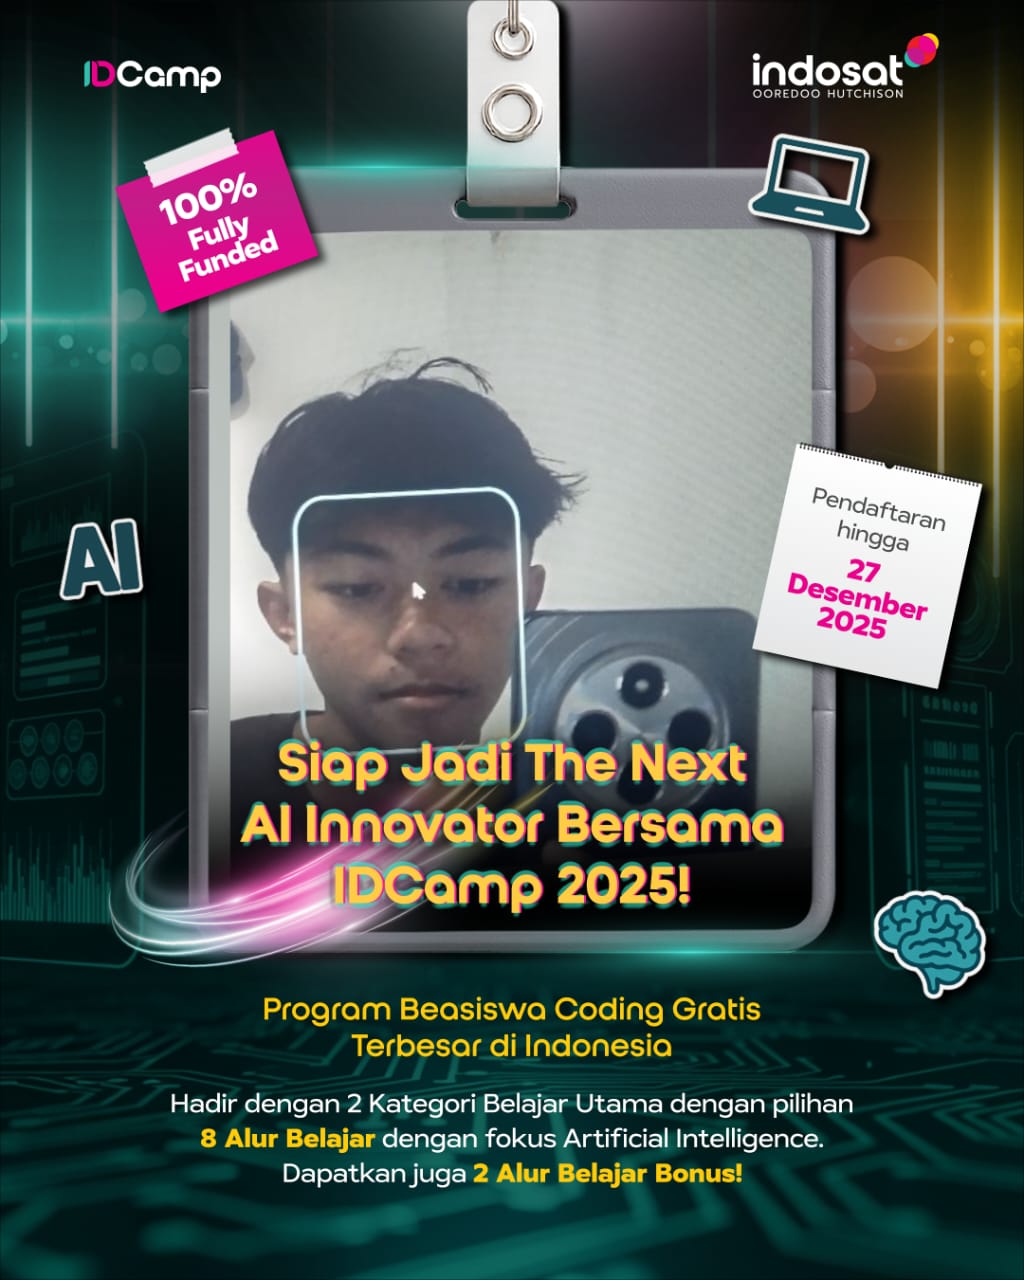 IDCamp
indosat
OOREDOO HUTCHISON
100%
Fully
Funded
Pendaftaran
hingga
27
Desember
2025
AI
Siap Jadi The Next
AI Innovator Bersama
IDCamp 2025!
Program Beasiswa Coding Gratis
Terbesar di Indonesia
Hadir dengan 2 Kategori Belajar Utama dengan pilihan
8 Alur Belajar dengan fokus Artificial Intelligence.
Dapatkan juga 2 Alur Belajar Bonus!